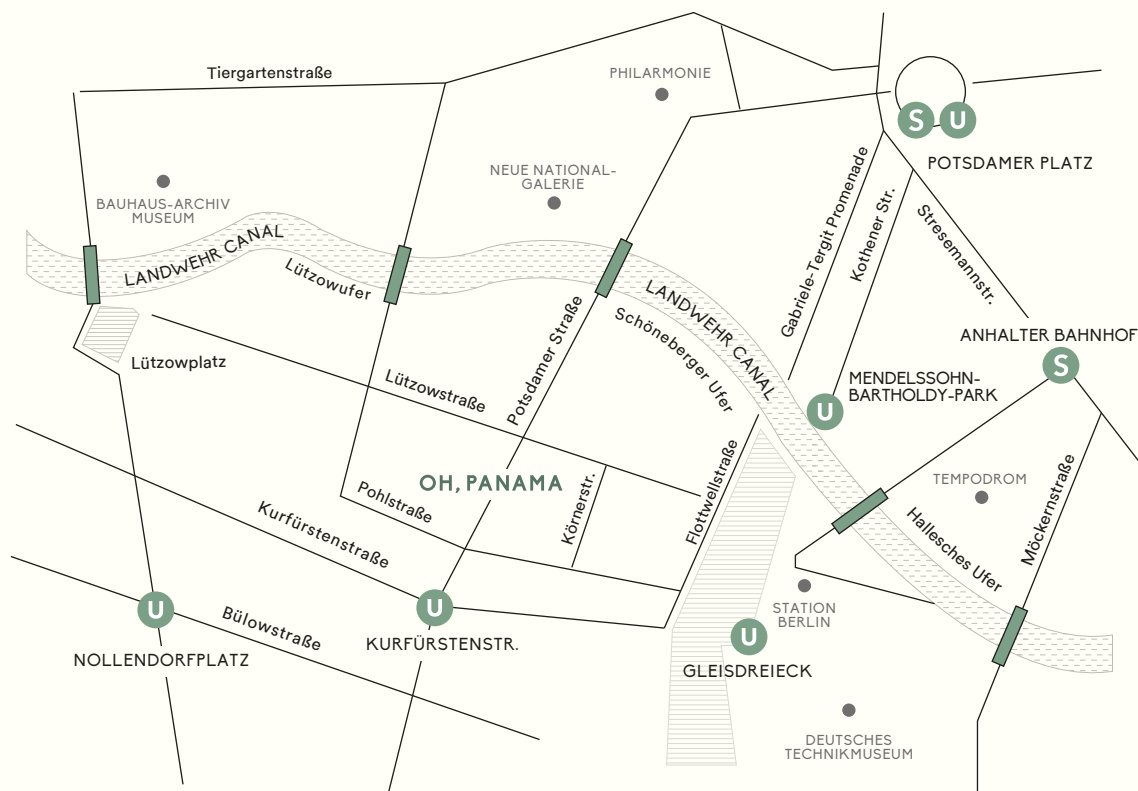 Tiergartenstraße
PHILARMONIE
S
U
POTSDAMER PLATZ
NEUE NATIONAL-
GALERIE
BAUHAUS-ARCHIV
MUSEUM
LANDWEHR CANAL
Lützowufer
Gabriele-Tergit Promenade
Kothener Str.
Stresemannstr.
LANDWEHR CANAL
Schöneberger Ufer
Potsdamer Straße
ANHALTER BAHNHOF
S
Lützowplatz
Lützowstraße
MENDELSSOHN-
BARTHOLDY-PARK
U
OH, PANAMA
Pohlstraße
Körnerstr.
Flottwellstraße
TEMPODROM
Möckernstraße
Hallesches Ufer
Kurfürstenstraße
STATION
BERLIN
U
NOLLENDORFPLATZ
Bülowstraße
U
KURFÜRSTENSTR.
U
GLEISDREIECK
DEUTSCHES
TECHNIKMUSEUM